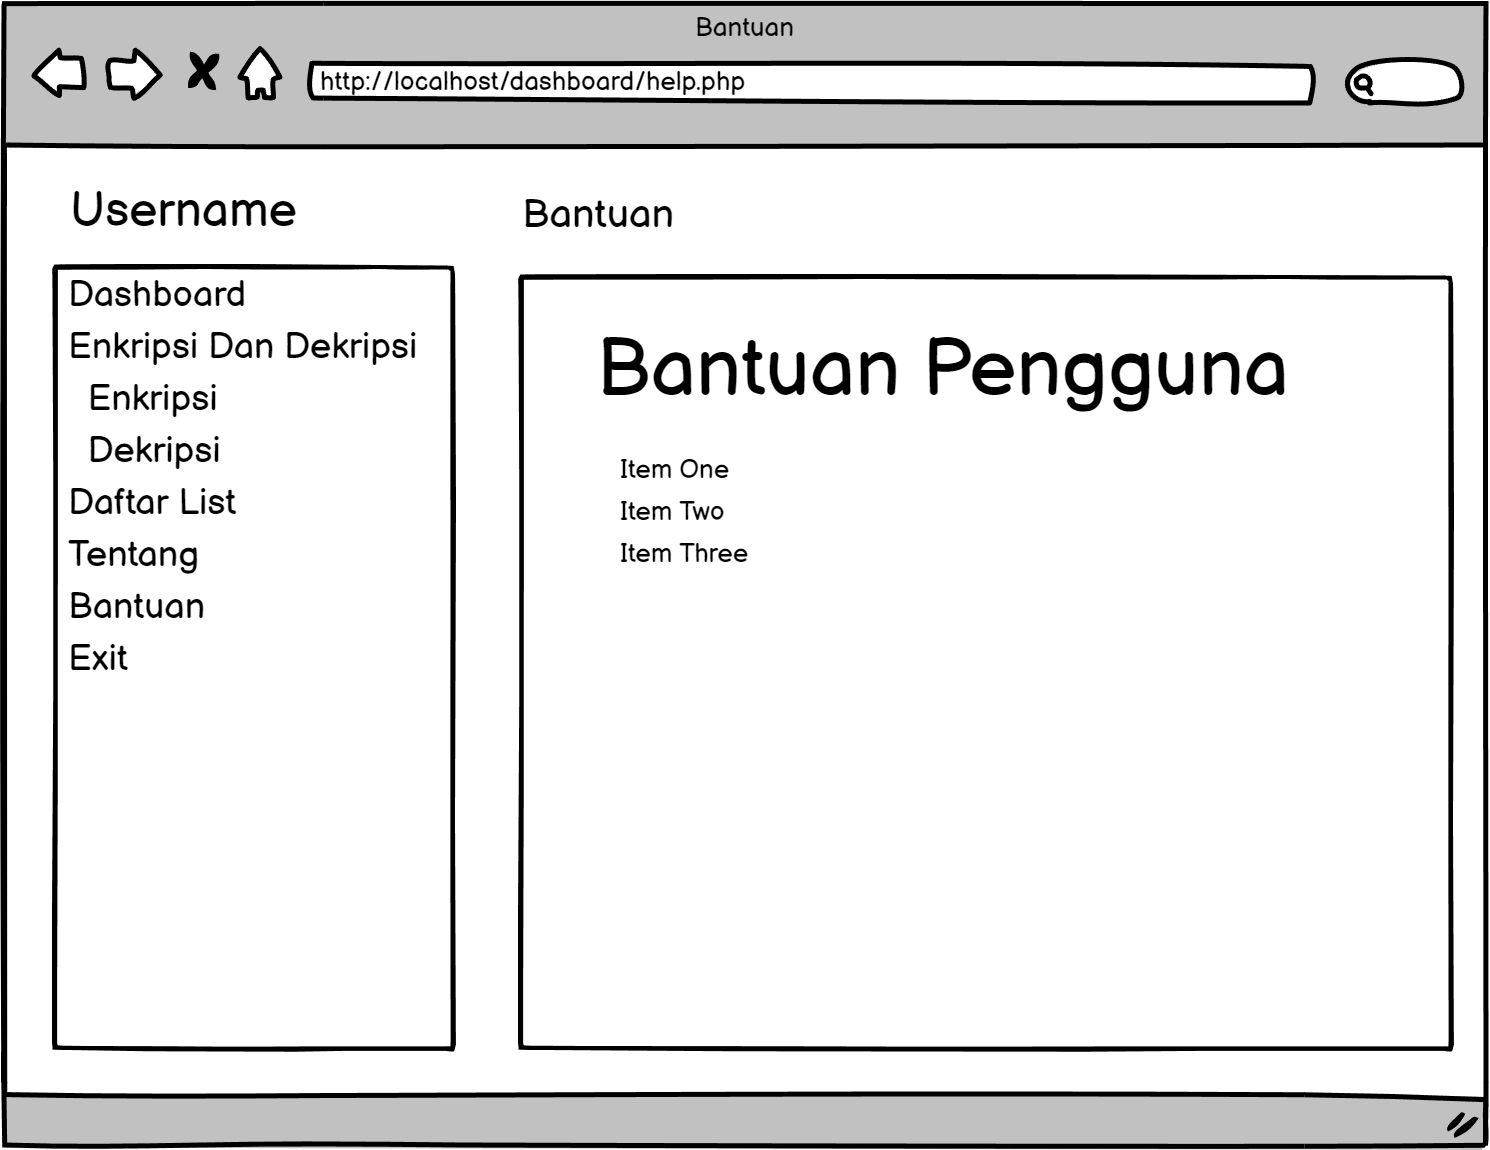 Bantuan
http://localhost/dashboard/help.php
Username
Bantuan
Dashboard
Enkripsi Dan Dekripsi
Enkripsi
Dekripsi
Daftar List
Tentang
Bantuan
Exit
Bantuan Pengguna
Item One
Item Two
Item Three